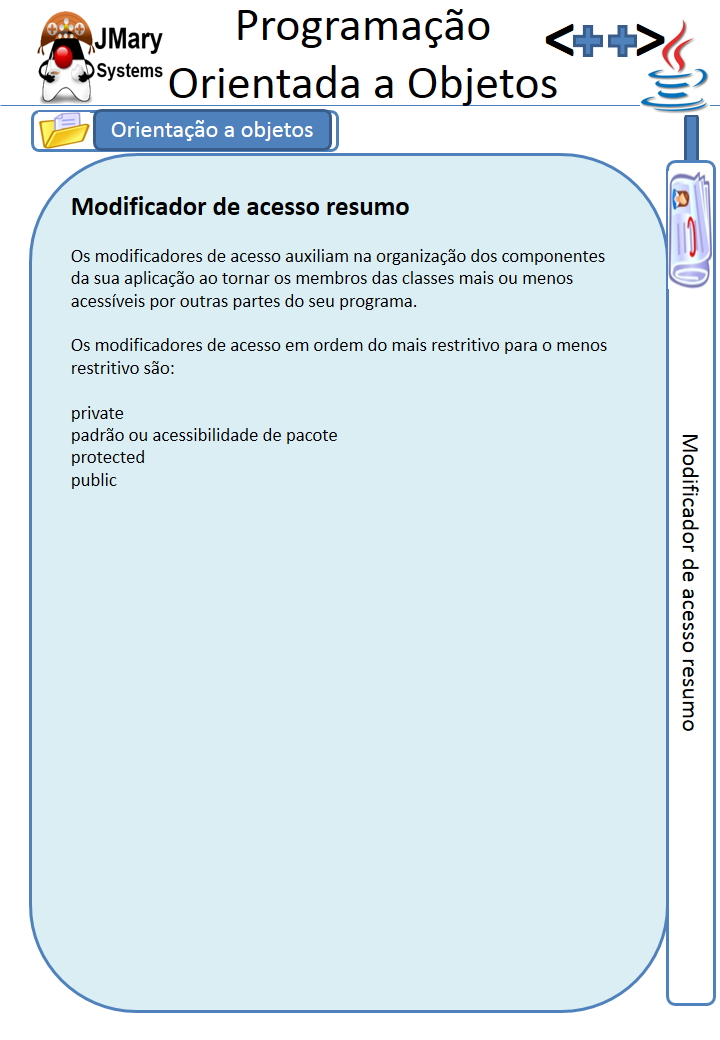 JMary
Systems
Programação
Orientada a Objetos
<++>
Orientação a objetos
Modificador de acesso resumo
Os modificadores de acesso auxiliam na organização dos componentes
da sua aplicação ao tornar os membros das classes mais ou menos
acessíveis por outras partes do seu programa.
Os modificadores de acesso em ordem do mais restritivo para o menos
restritivo são:
private
padrão ou acessibilidade de pacote
protected
public
Modificador de acesso resumo